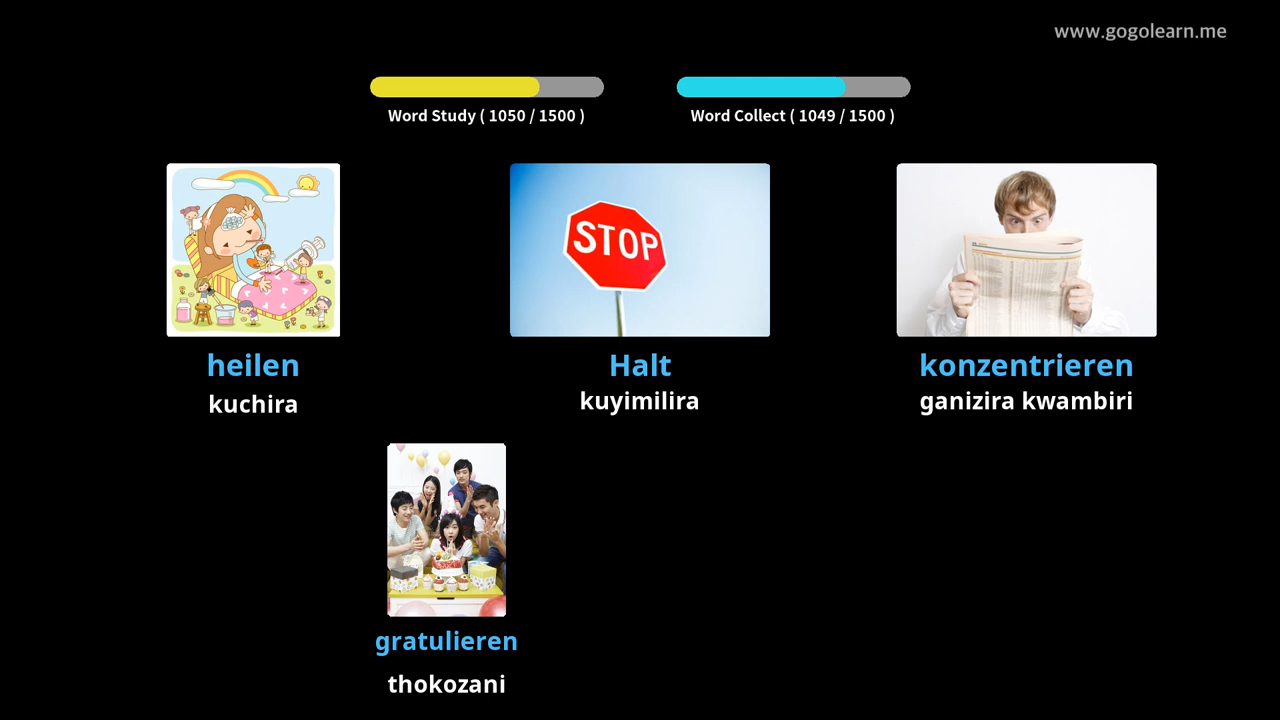 www.gogolearn.me
Word Study ( 1050 / 1500 )
Word Collect ( 1049 / 1500 )
STOP
heilen
kuchira
Halt
kuyimilira
konzentrieren
ganizira kwambiri
gratulieren
thokozani